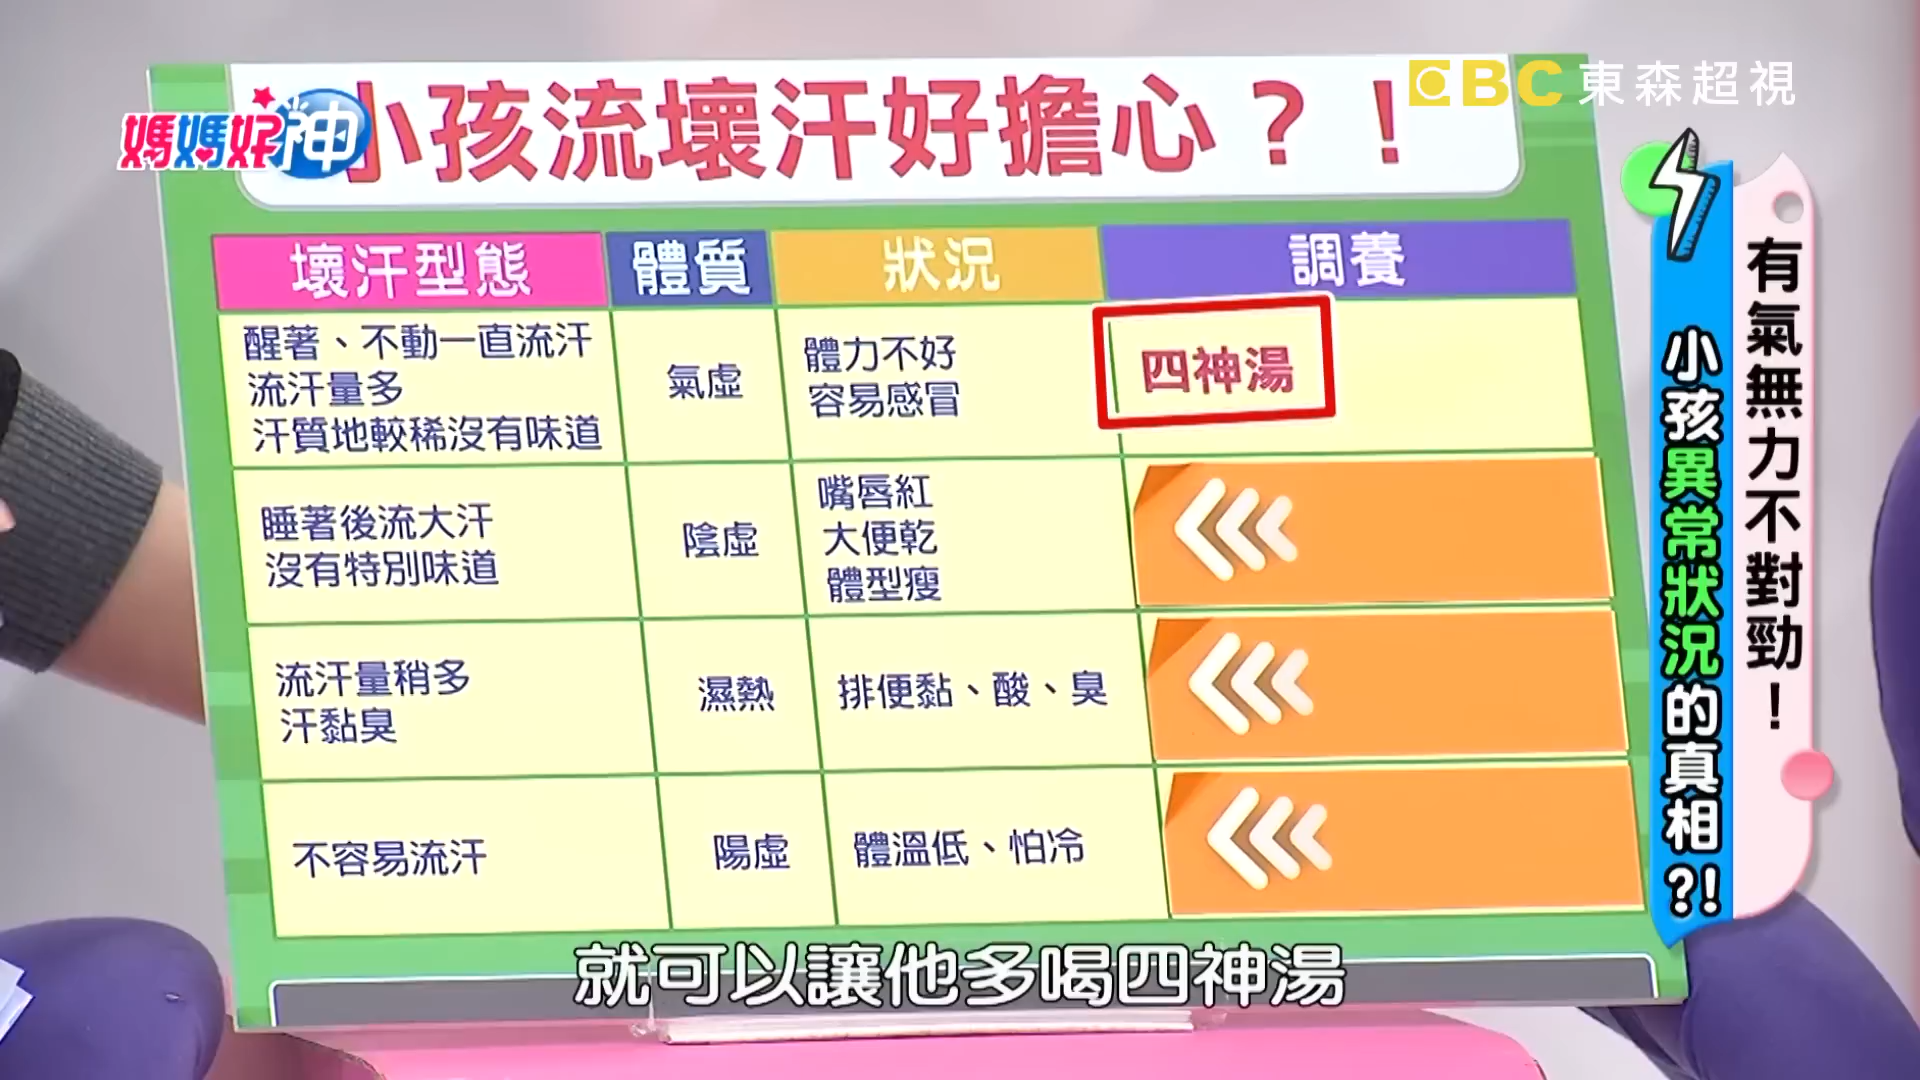 媽媽好神
小孩流壞汗好擔心？！
EBC 東森超視
壞汗型態
體質
狀況
調養
醒著、不動一直流汗
流汗量多
汗質地較稀沒有味道
氣虛
體力不好
容易感冒
四神湯
睡著後流大汗
沒有特別味道
陰虛
嘴唇紅
大便乾
體型瘦
流汗量稍多
汗黏臭
濕熱
排便黏、酸、臭
不容易流汗
陽虛
體溫低、怕冷
有氣無力不對勁！
小孩異常狀況的真相?!
就可以讓他多喝四神湯